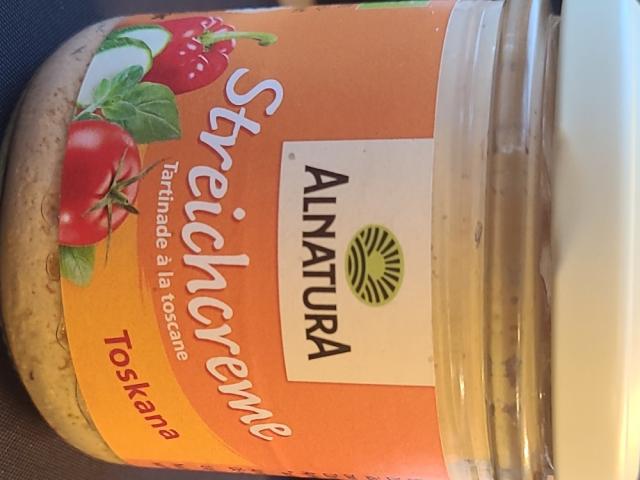 ALNATURA
Streichcreme
Tartinade à la toscane
Toskana